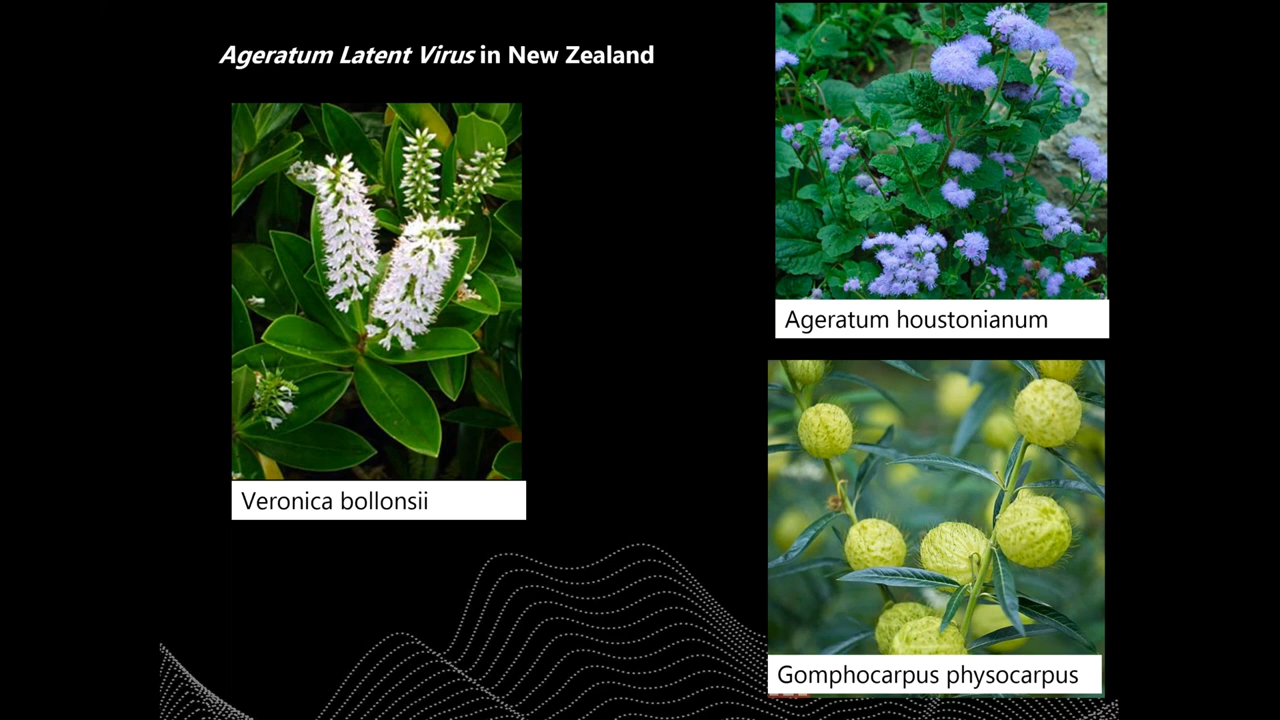 Ageratum Latent Virus in New Zealand
Ageratum houstonianum
Veronica bollonsii
Gomphocarpus physocarpus